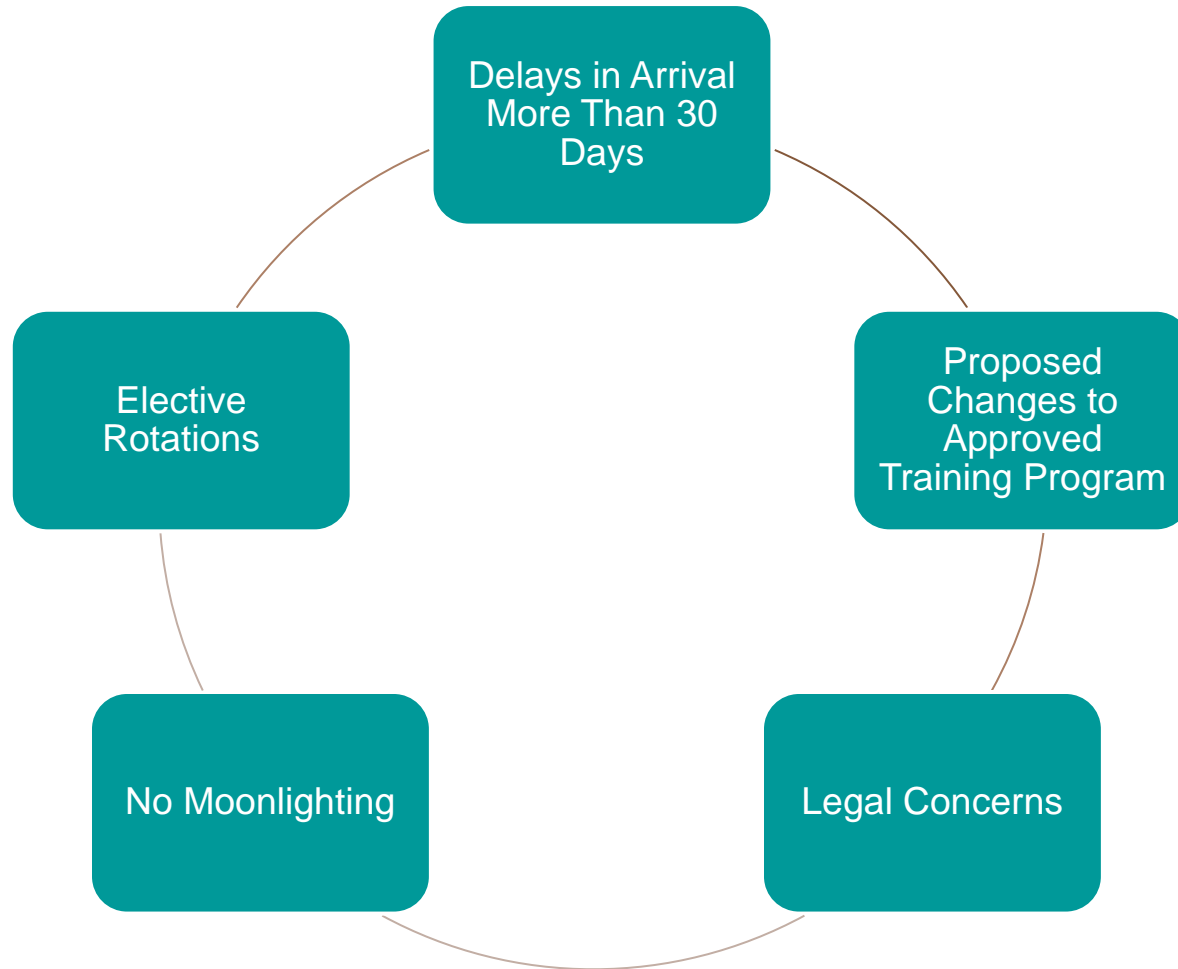 Delays in Arrival
More Than 30
Days
Proposed
Changes to
Approved
Training Program
Legal Concerns
No Moonlighting
Elective
Rotations